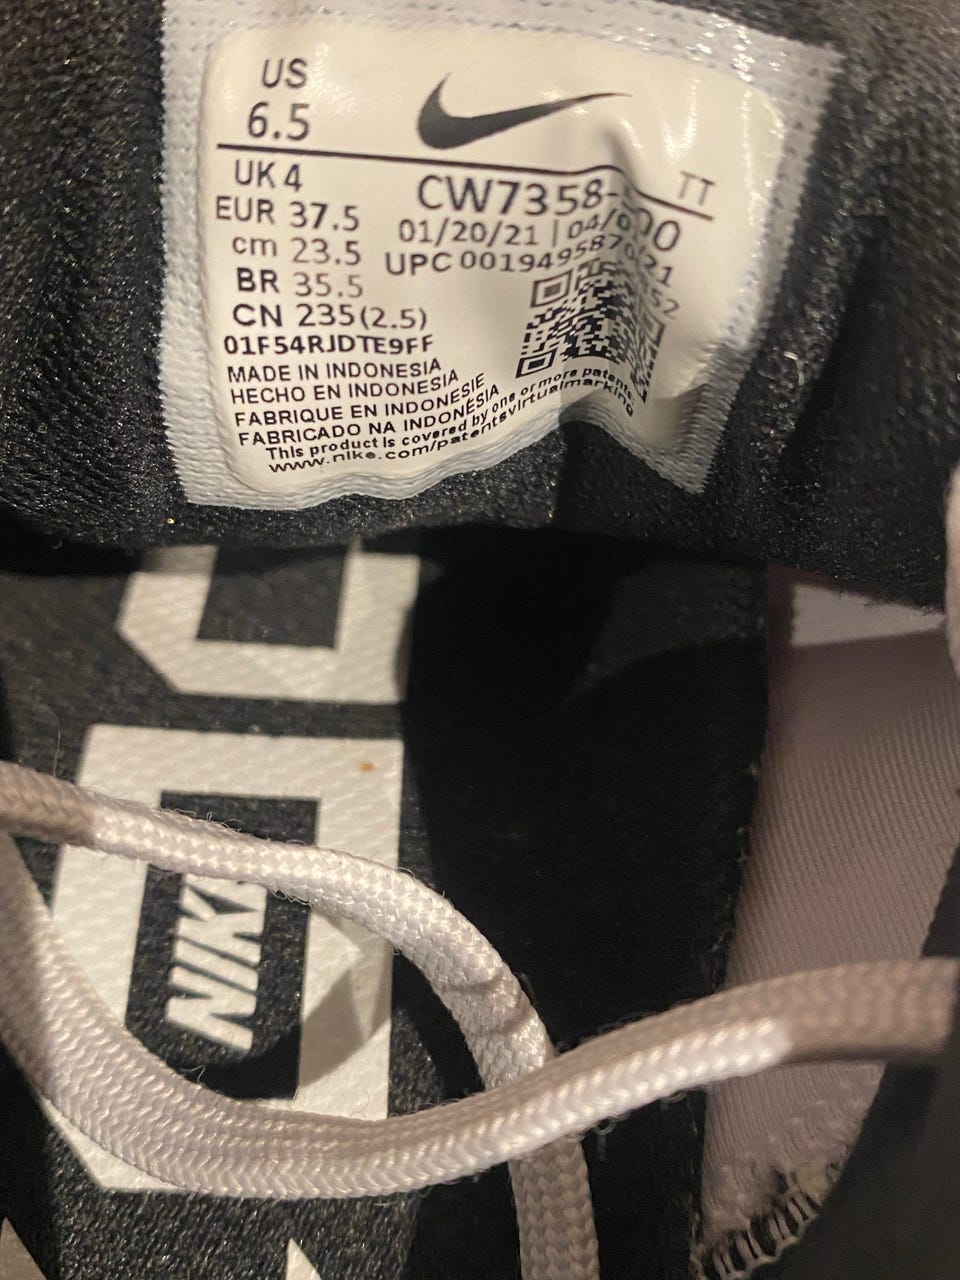 US
6.5
TT
UK 4
EUR 37.5
cm 23.5
BR 35.5
CN 235(2.5)
01F54RJDTE9FF
01/20/21 |
UPC
MADE IN INDONESIA
HECHO EN INDONESIA
FABRIQUE EN INDONESIE
FABRICADO NA INDONÉSIA
This product is covered by one or more patents.
www.nike.com/patentsvirtualmarking
NIKE